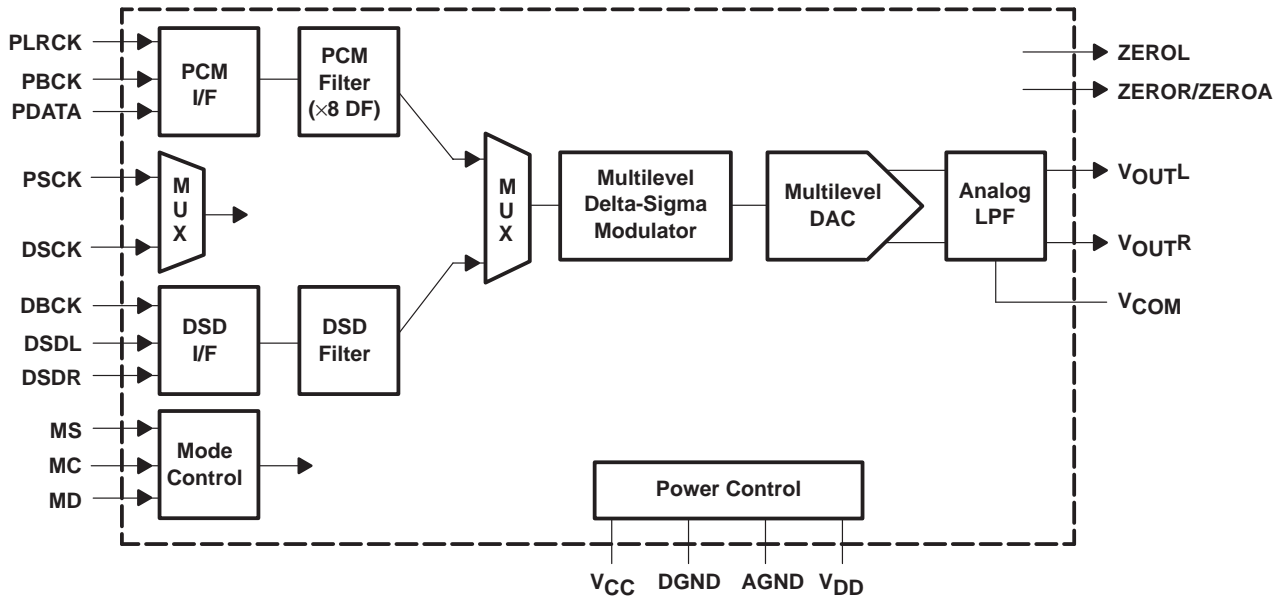 PLRCK
PBCK
PDATA
PCM
I/F
PCM
Filter
(×8 DF)
ZEROL
ZEROR/ZEROA
PSCK
DSCK
M
U
X
M
U
X
Multilevel
Delta-Sigma
Modulator
Multilevel
DAC
Analog
LPF
VOUTL
VOUTR
VCOM
DBCK
DSDL
DSDR
DSD
I/F
DSD
Filter
MS
MC
MD
Mode
Control
Power Control
VCC
DGND
AGND
VDD